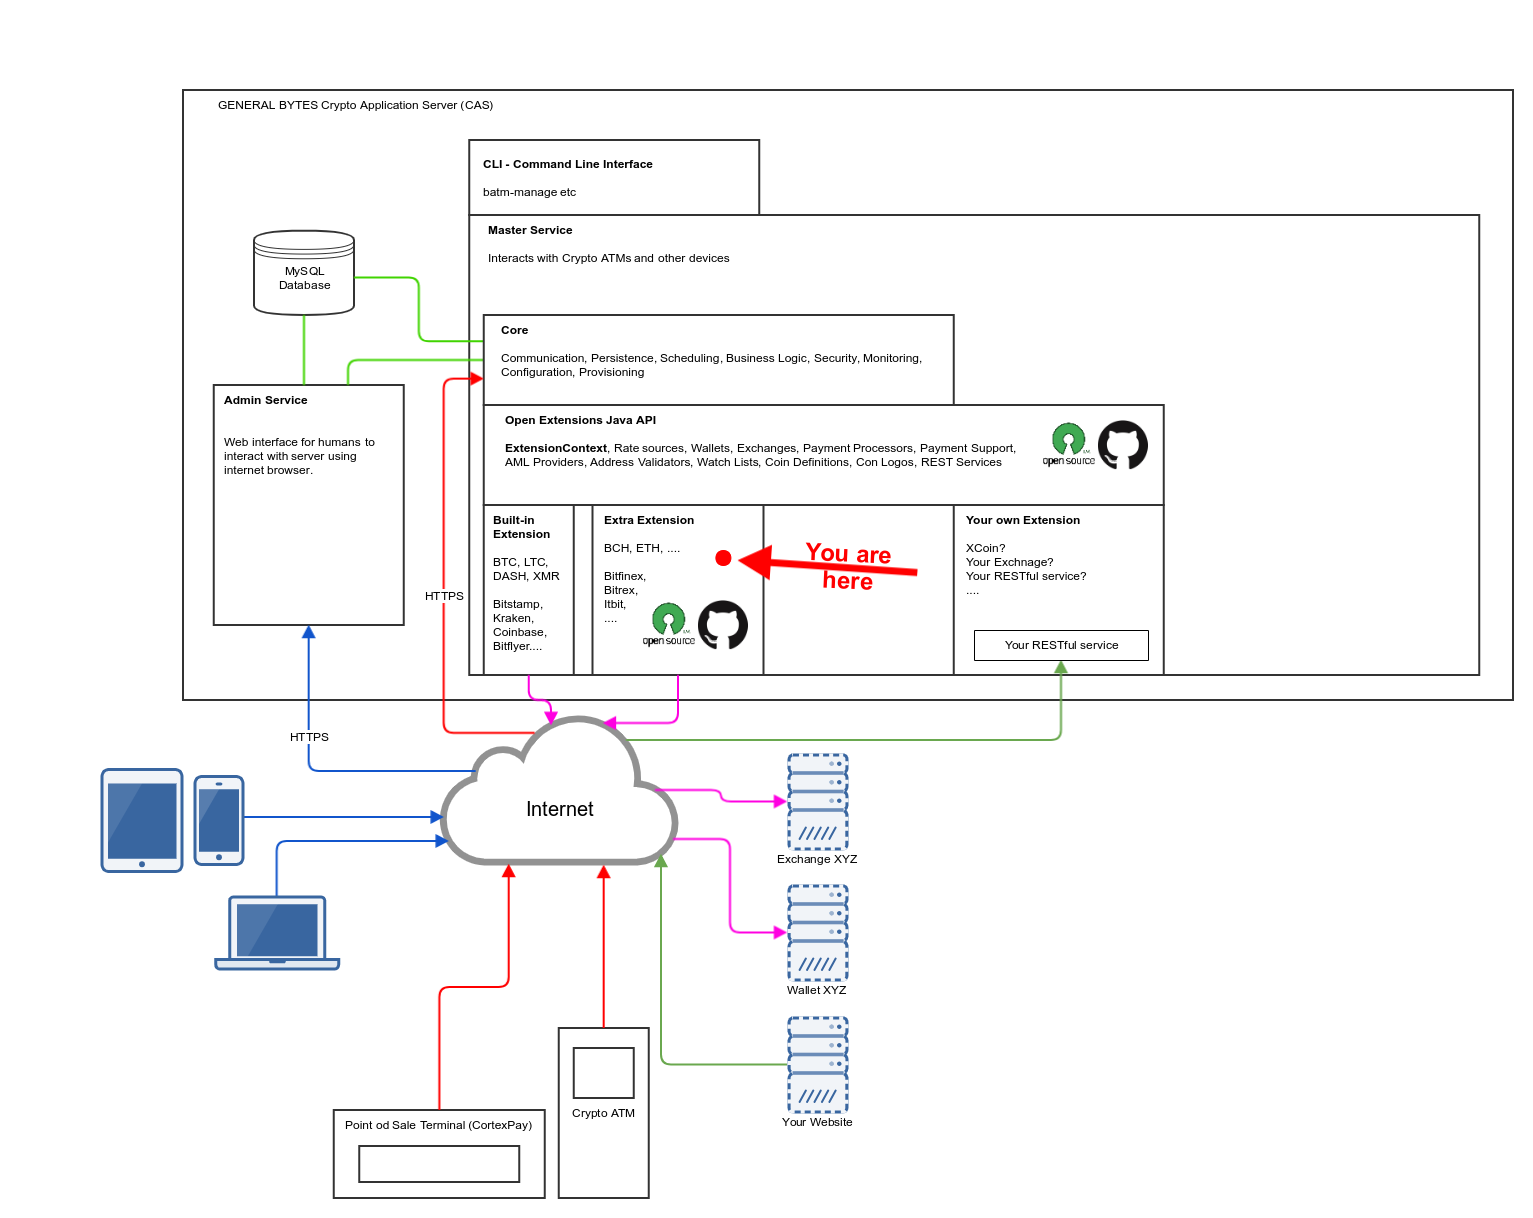 GENERAL BYTES Crypto Application Server (CAS)
CLI - Command Line Interface
batm-manage etc
Master Service
Interacts with Crypto ATMs and other devices
MySQL
Database
Core
Communication, Persistence, Scheduling, Business Logic, Security, Monitoring,
Configuration, Provisioning
Admin Service
Web interface for humans to
interact with server using
internet browser.
Open Extensions Java API
ExtensionContext, Rate sources, Wallets, Exchanges, Payment Processors, Payment Support,
AML Providers, Address Validators, Watch Lists, Coin Definitions, Con Logos, REST Services
open source
Built-in
Extension
BTC, LTC,
DASH, XMR
Bitstamp,
Kraken,
Coinbase,
Bitflyer....
Extra Extension
BCH, ETH, ....
Bitfinex,
Bitrex,
Itbit,
....
open source
You are
here
Your own Extension
XCoin?
Your Exchnage?
Your RESTful service?
....
Your RESTful service
HTTPS
HTTPS
Internet
Exchange XYZ
Wallet XYZ
Your Website
Crypto ATM
Point od Sale Terminal (CortexPay)